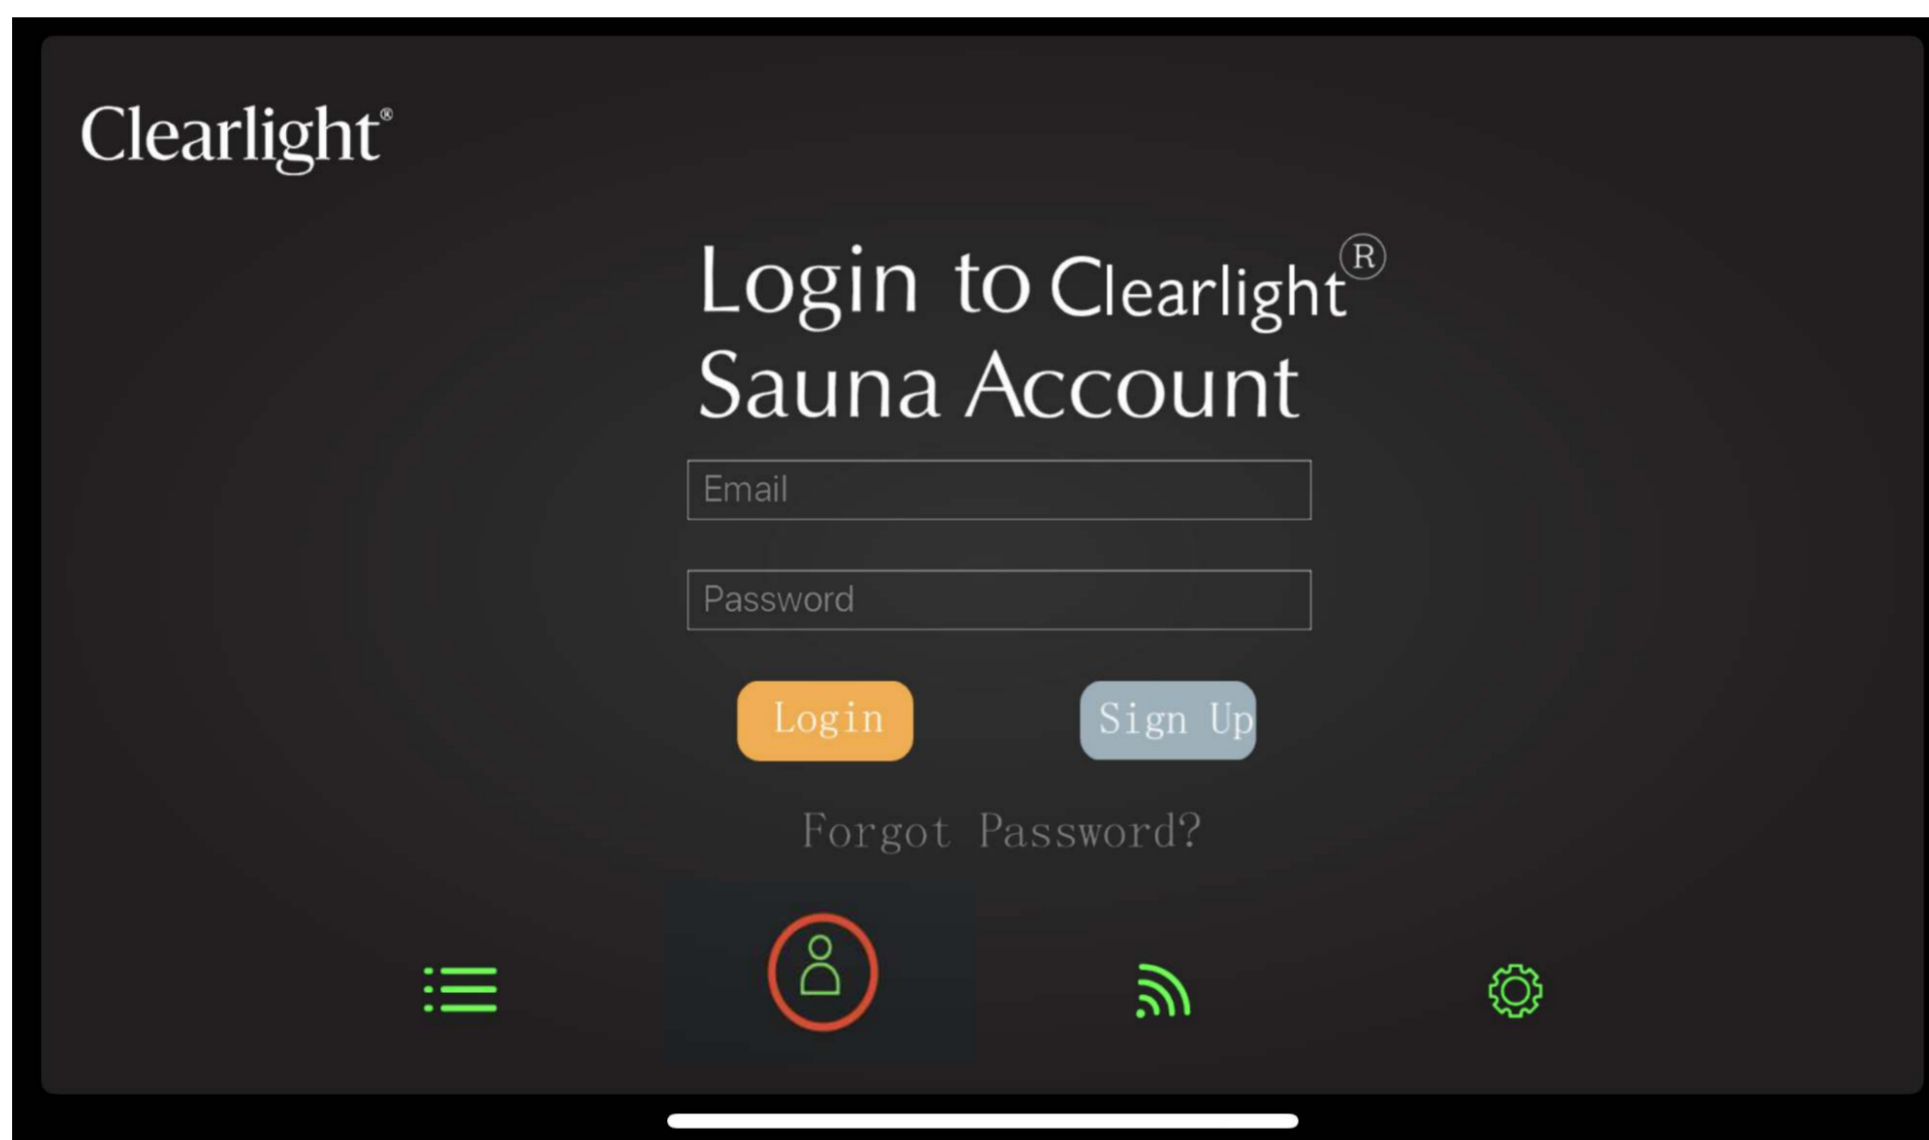 Clearlight®
Login to Clearlight®
Sauna Account
Email
Password
Login
Sign Up
Forgot Password?